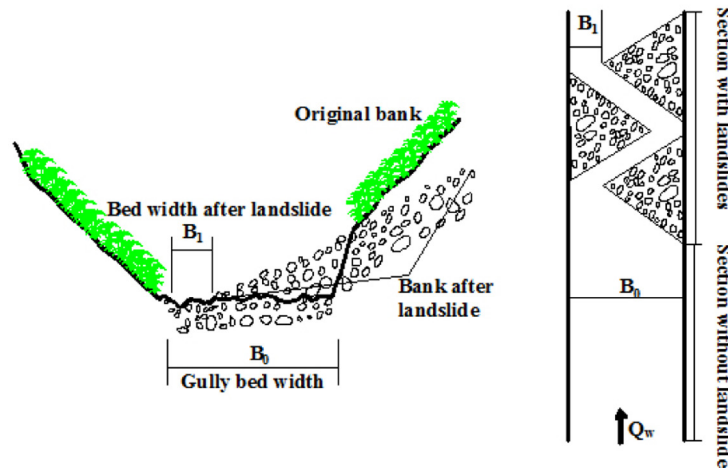 Original bank
Bed width after landslide
B1
Bank after
landslide
B0
Gully bed width
B1
B0
Qw
Section with landslides
Section without landslide